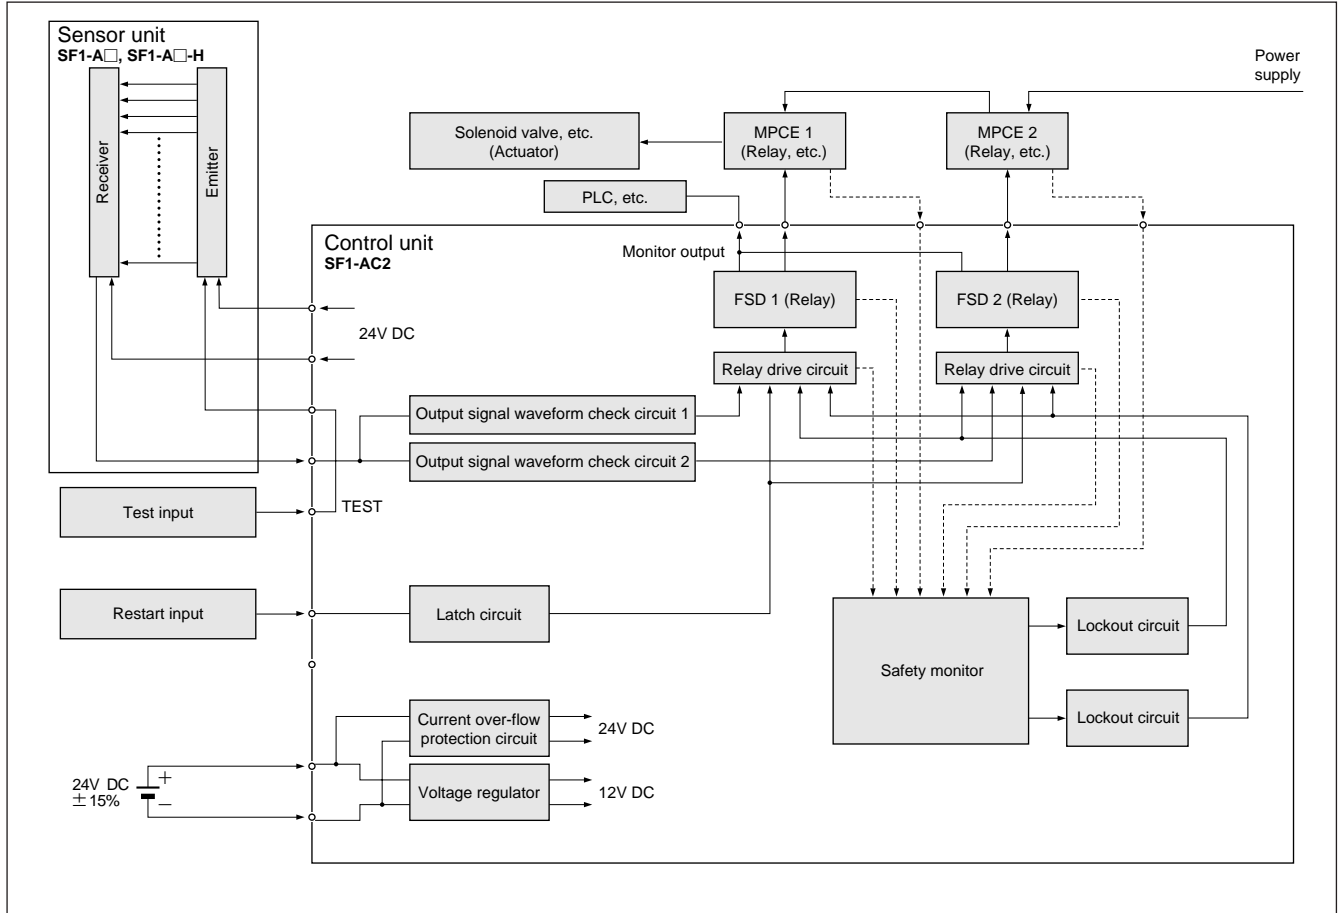 Sensor unit
SF1-A□, SF1-A□-H
Receiver
Emitter
Power
supply
Solenoid valve, etc.
(Actuator)
MPCE 1
(Relay, etc.)
MPCE 2
(Relay, etc.)
PLC, etc.
Control unit
SF1-AC2
Monitor output
FSD 1 (Relay)
FSD 2 (Relay)
24V DC
Relay drive circuit
Relay drive circuit
Output signal waveform check circuit 1
Output signal waveform check circuit 2
Test input
TEST
Restart input
Latch circuit
Safety monitor
Lockout circuit
Lockout circuit
Current over-flow
protection circuit
24V DC
Voltage regulator
12V DC
24V DC
±15%
+
−